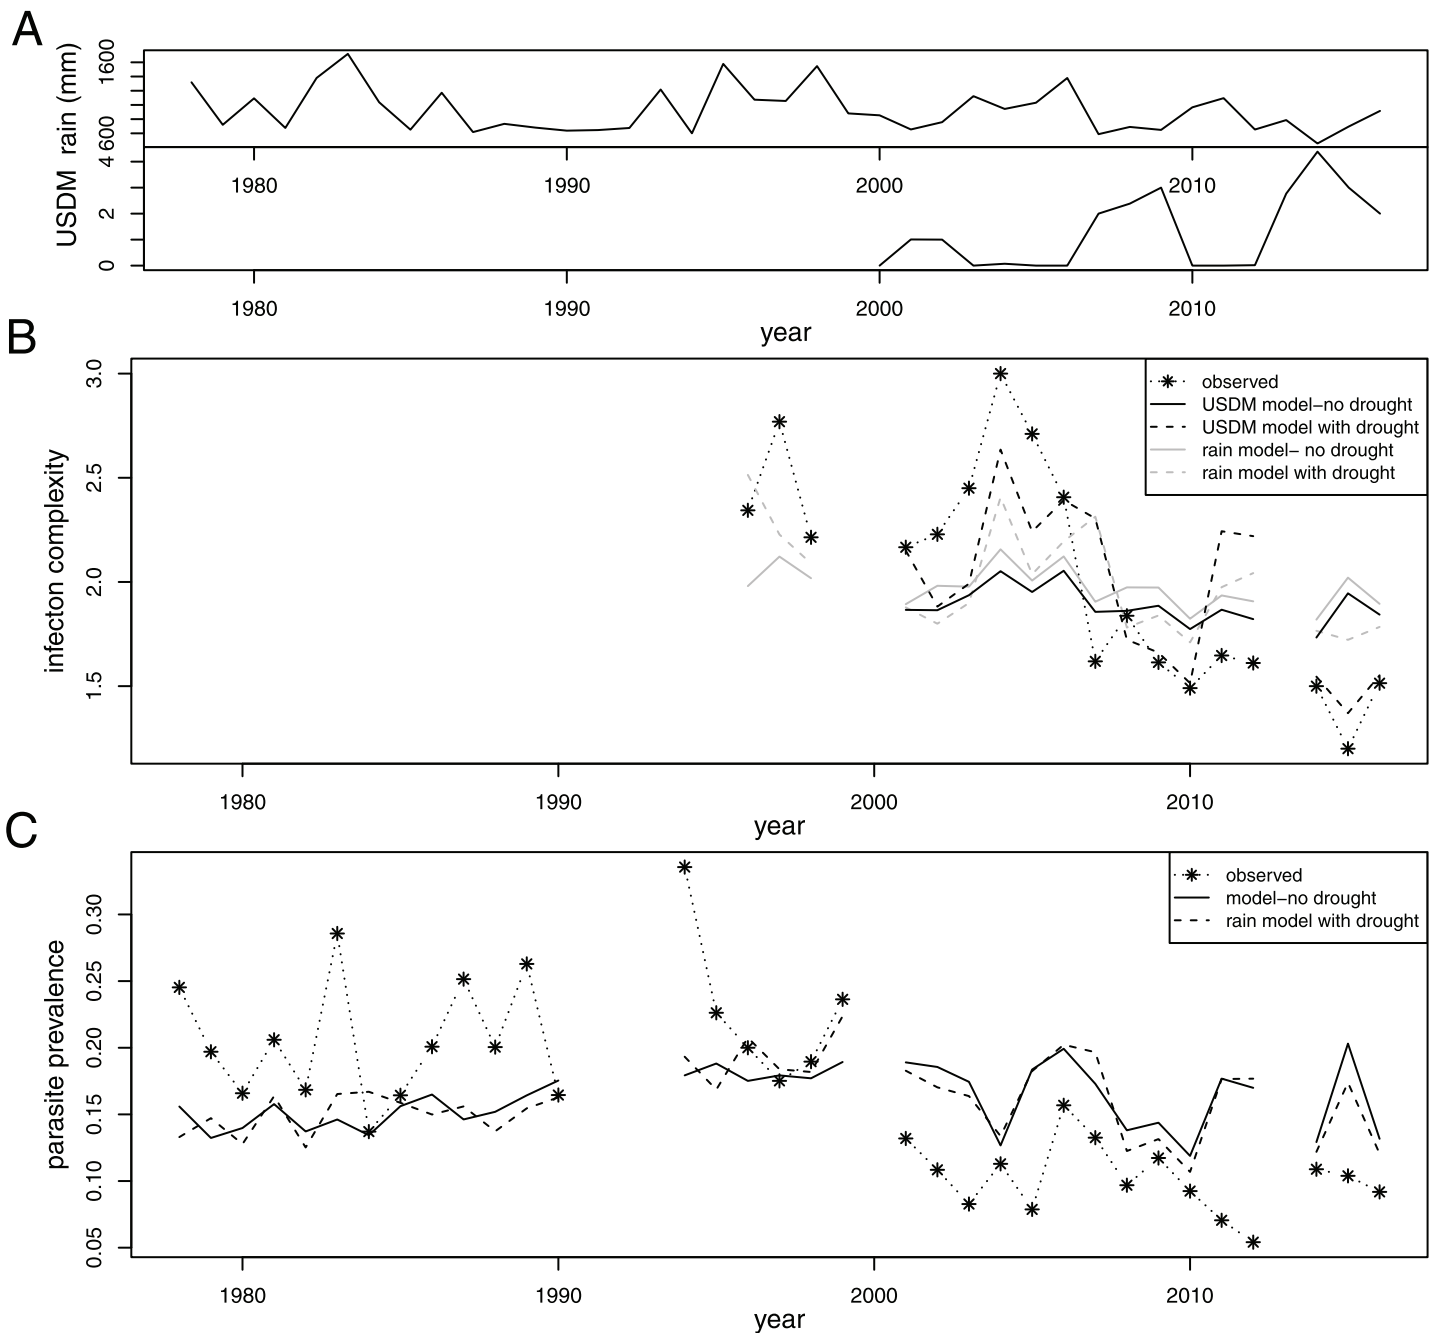 A
rain (mm)
1600
600
1980 1990 2000 2010
USDM
4
2
0
1980 1990 2000 2010
year
B
infecton complexity
3.0
2.5
2.0
1.5
observed
USDM model−no drought
USDM model with drought
rain model− no drought
rain model with drought
1980 1990 2000 2010
year
C
parasite prevalence
0.30
0.25
0.20
0.15
0.10
0.05
observed
model−no drought
rain model with drought
1980 1990 2000 2010
year